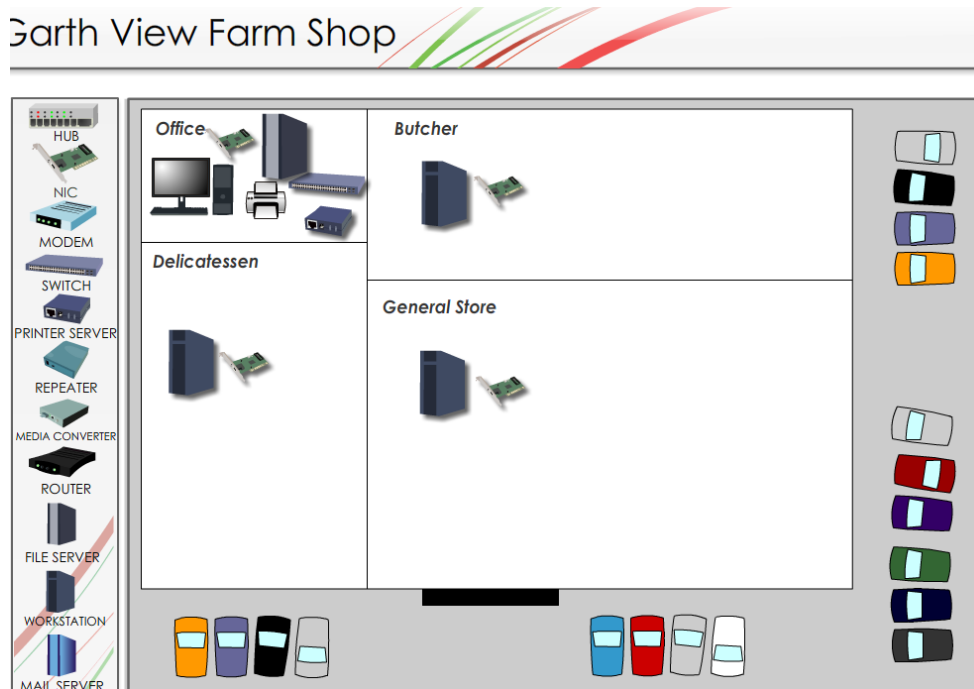 Garth View Farm Shop
HUB
NIC
MODEM
SWITCH
PRINTER SERVER
REPEATER
MEDIA CONVERTER
ROUTER
FILE SERVER
WORKSTATION
MAIL SERVER
Office
Butcher
Delicatessen
General Store